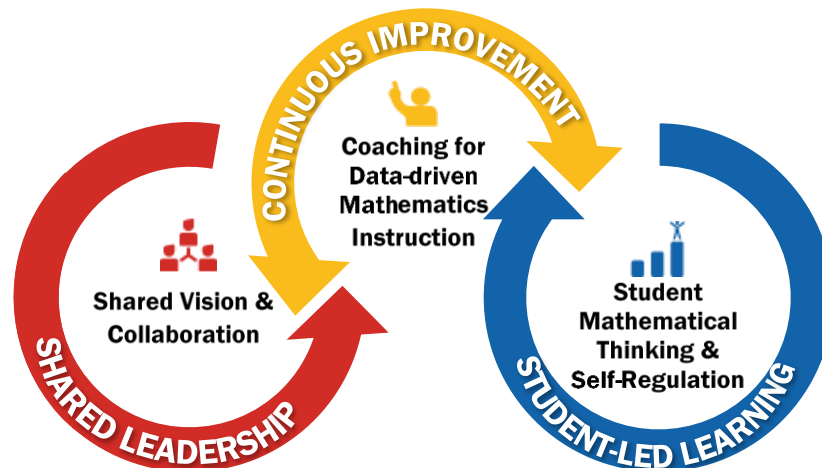 SHARED LEADERSHIP
Shared Vision &
Collaboration
CONTINUOUS IMPROVEMENT
Coaching for
Data-driven
Mathematics
Instruction
STUDENT-LED LEARNING
Student
Mathematical
Thinking &
Self-Regulation